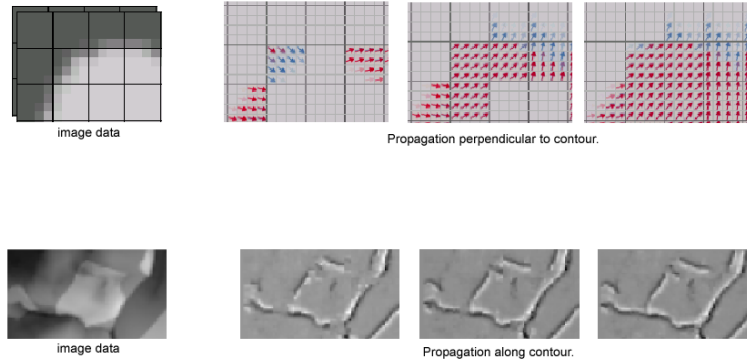 image data
Propagation perpendicular to contour.
image data
Propagation along contour.